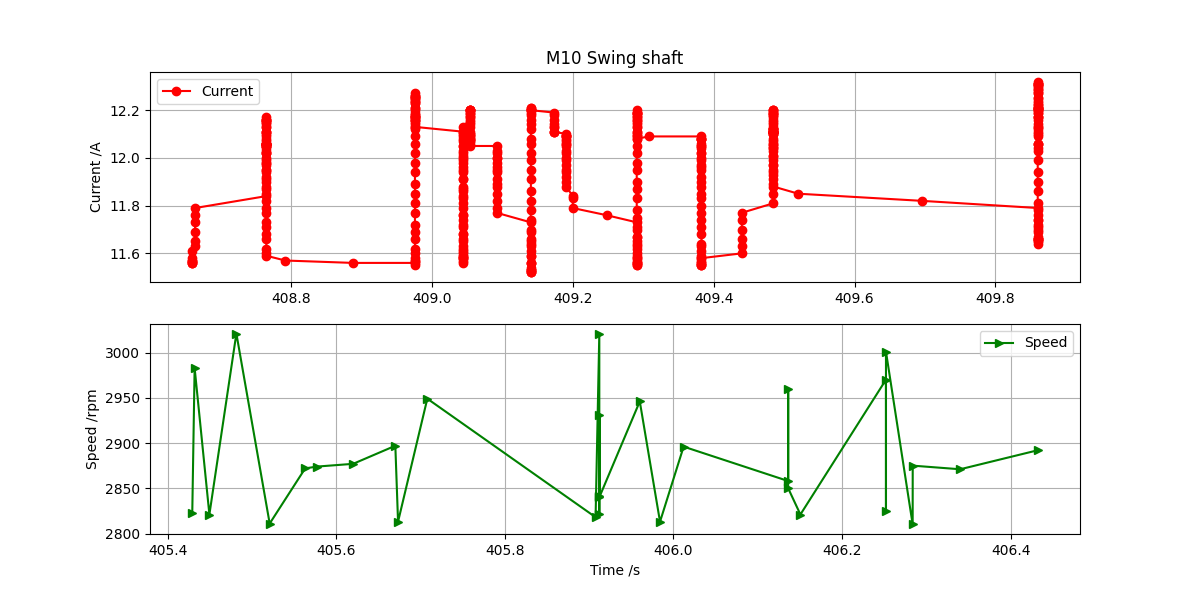 M10 Swing shaft
Current
Current /A
12.2
12.0
11.8
11.6
408.8 409.0 409.2 409.4 409.6 409.8
Speed
Speed /rpm
3000
2950
2900
2850
2800
405.4 405.6 405.8 406.0 406.2 406.4
Time /s